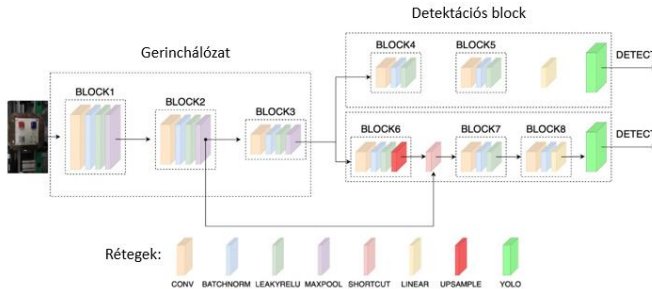 Detektációs block
Gerinchálózat
BLOCK4
BLOCK5
DETECT
BLOCK1
BLOCK2
BLOCK3
BLOCK6
BLOCK7
BLOCK8
DETECT
Rétegek:
CONV
BATCHNORM
LEAKYRELU
MAXPOOL
SHORTCUT
LINEAR
UPSAMPLE
YOLO